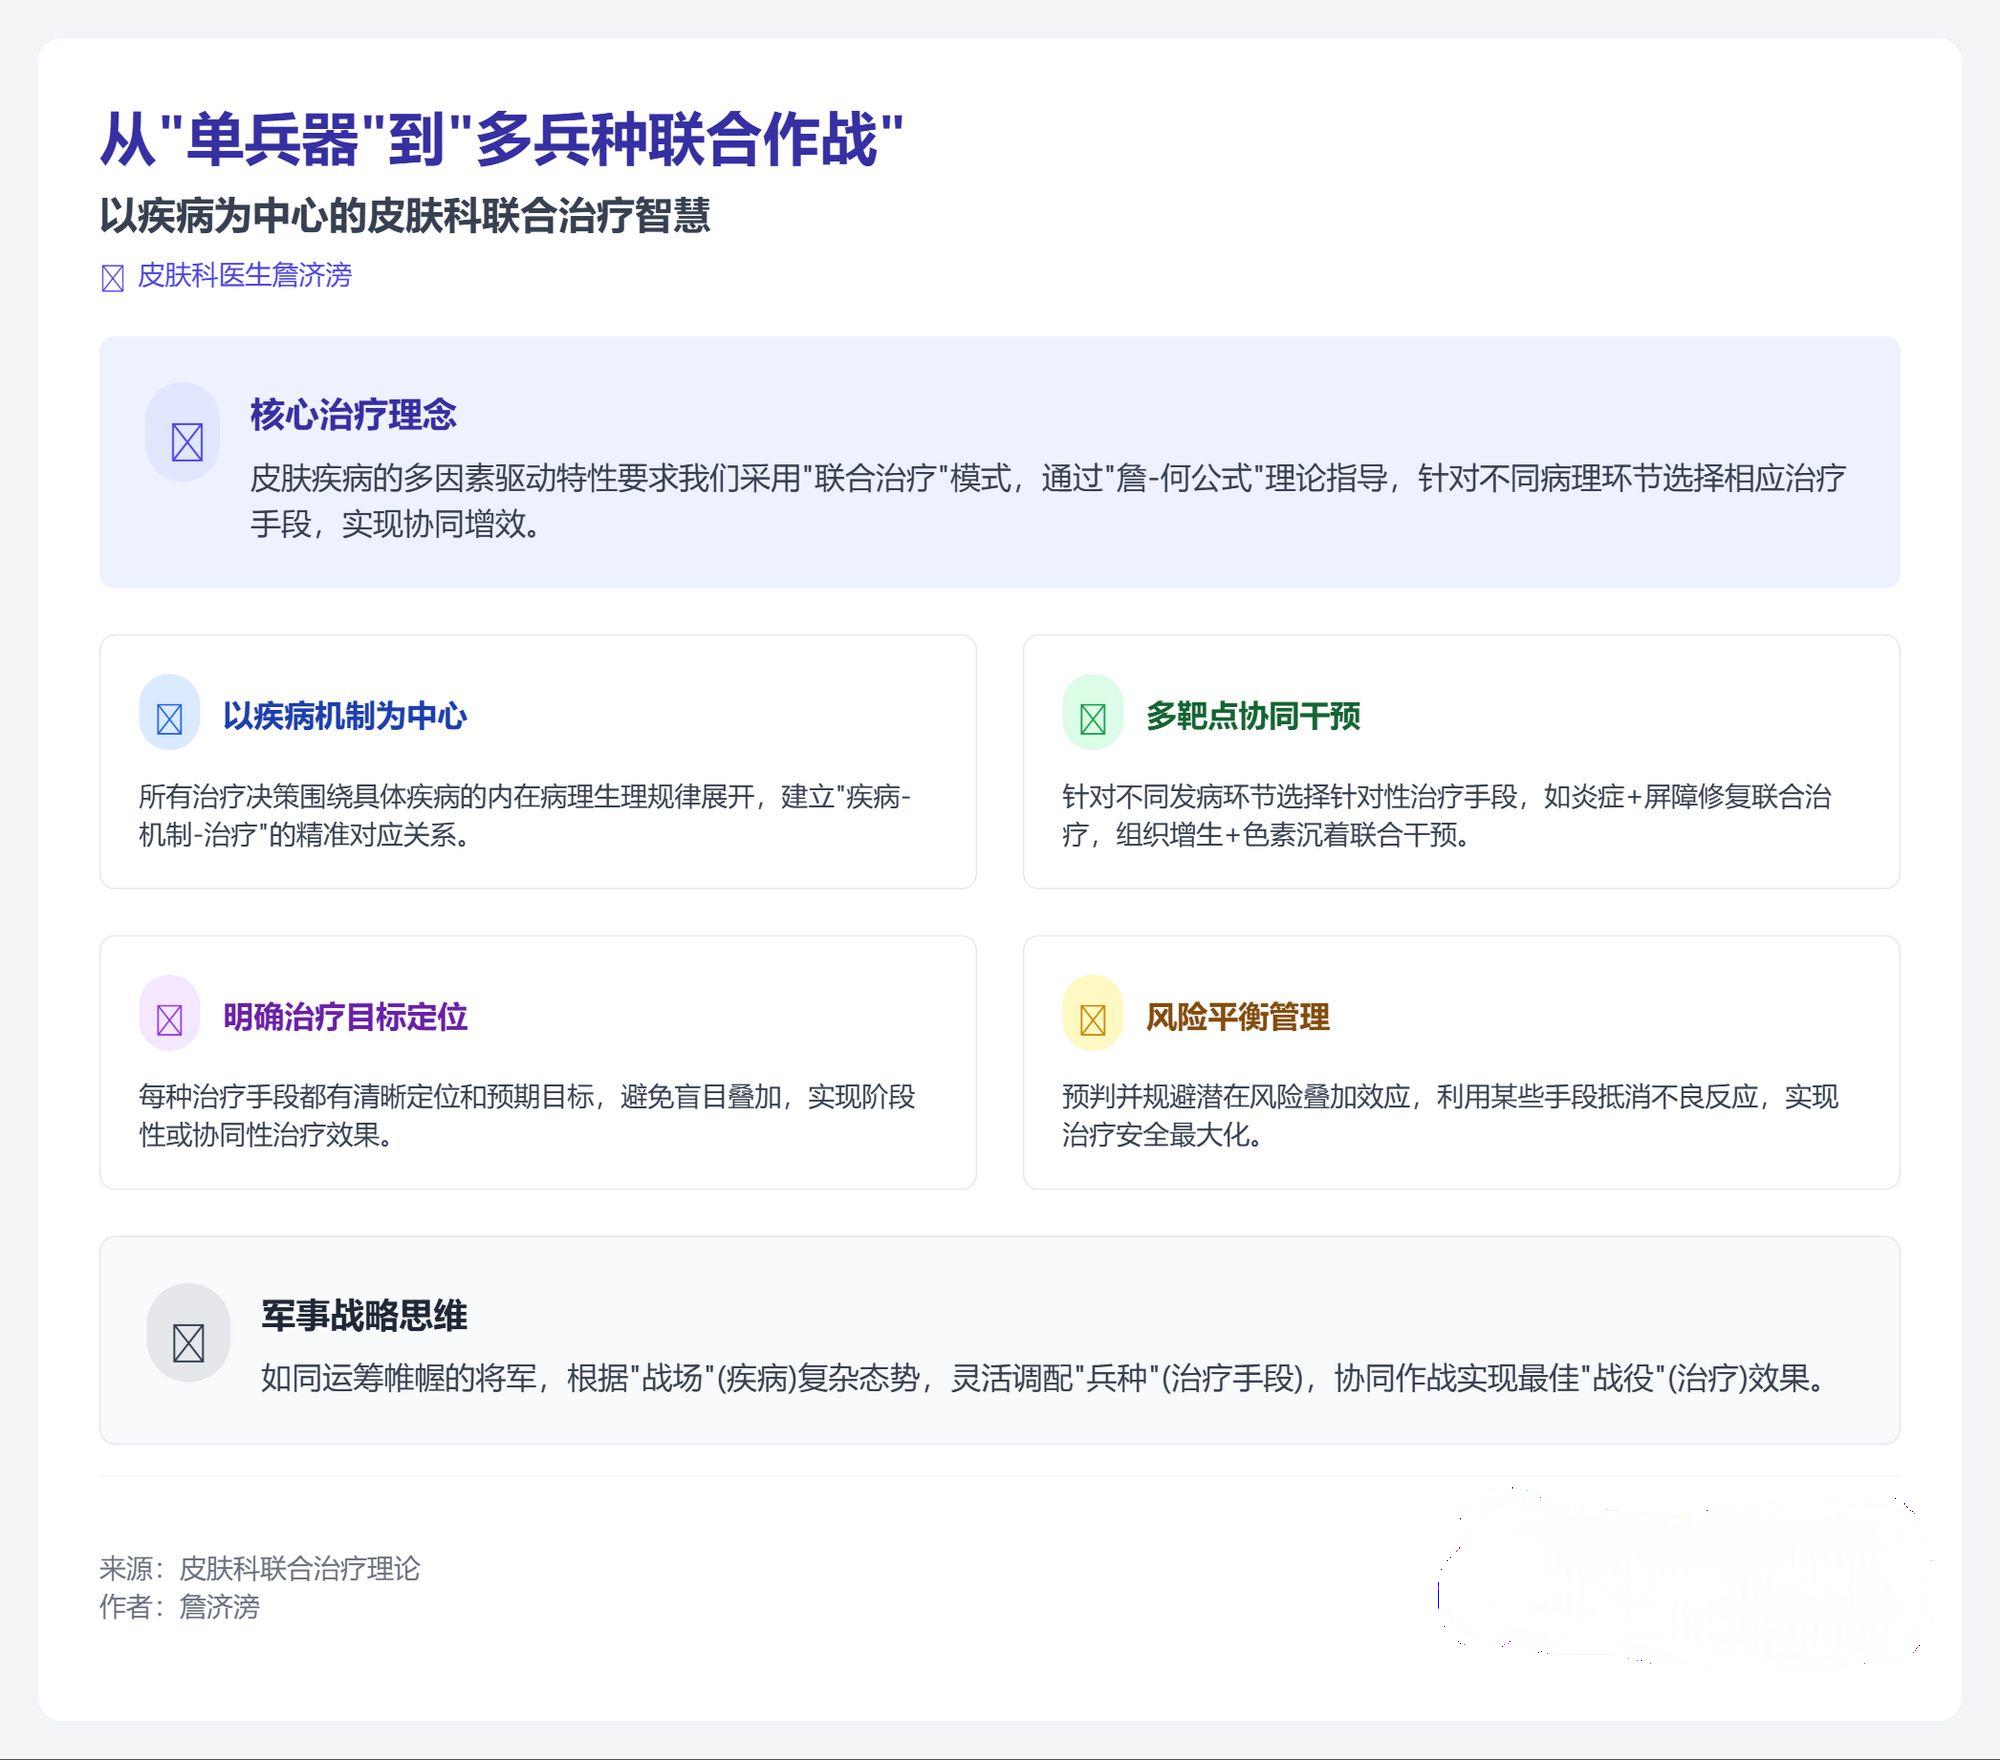 从"单兵器"到"多兵种联合作战"
以疾病为中心的皮肤科联合治疗智慧
皮肤科医生詹济滂
核心治疗理念
皮肤疾病的多因素驱动特性要求我们采用"联合治疗"模式，通过"詹-何公式"理论指导，针对不同病理环节选择相应治疗
手段，实现协同增效。
以疾病机制为中心
所有治疗决策围绕具体疾病的内在病理生理规律展开，建立"疾病-
机制-治疗"的精准对应关系。
多靶点协同干预
针对不同发病环节选择针对性治疗手段，如炎症+屏障修复联合治
疗，组织增生+色素沉着联合干预。
明确治疗目标定位
每种治疗手段都有清晰定位和预期目标，避免盲目叠加，实现阶段
性或协同性治疗效果。
风险平衡管理
预判并规避潜在风险叠加效应，利用某些手段抵消不良反应，实现
治疗安全最大化。
军事战略思维
如同运筹帷幄的将军，根据"战场"(疾病)复杂态势，灵活调配"兵种"(治疗手段)，协同作战实现最佳"战役"(治疗)效果。
来源：皮肤科联合治疗理论
作者：詹济滂